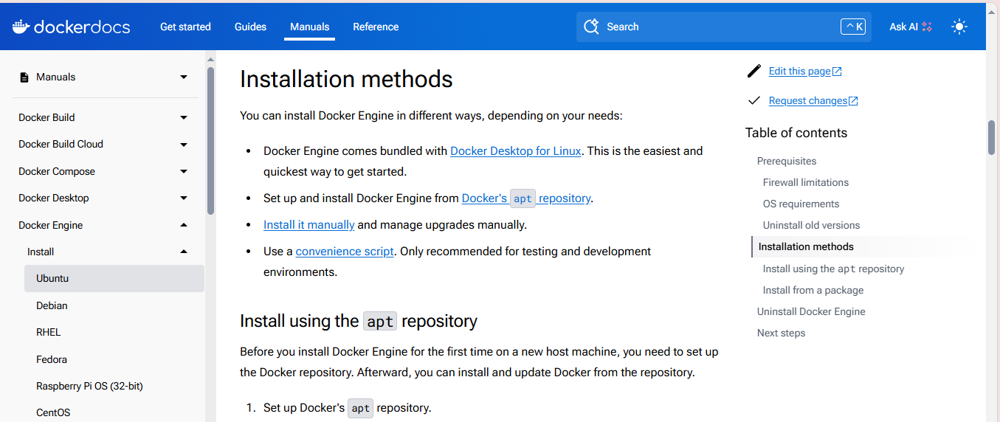 dockerdocs
Get started
Guides
Manuals
Reference
Search
^ K
Ask AI
Manuals
Docker Build
Docker Build Cloud
Docker Compose
Docker Desktop
Docker Engine
Install
Ubuntu
Debian
RHEL
Fedora
Raspberry Pi OS (32-bit)
CentOS
Installation methods
You can install Docker Engine in different ways, depending on your needs:
• Docker Engine comes bundled with Docker Desktop for Linux. This is the easiest and
quickest way to get started.
• Set up and install Docker Engine from Docker's apt repository.
• Install it manually and manage upgrades manually.
• Use a convenience script. Only recommended for testing and development
environments.
Install using the apt repository
Before you install Docker Engine for the first time on a new host machine, you need to set up
the Docker repository. Afterward, you can install and update Docker from the repository.
1. Set up Docker's apt repository.
Edit this page
Request changes
Table of contents
Prerequisites
Firewall limitations
OS requirements
Uninstall old versions
Installation methods
Install using the apt repository
Install from a package
Uninstall Docker Engine
Next steps